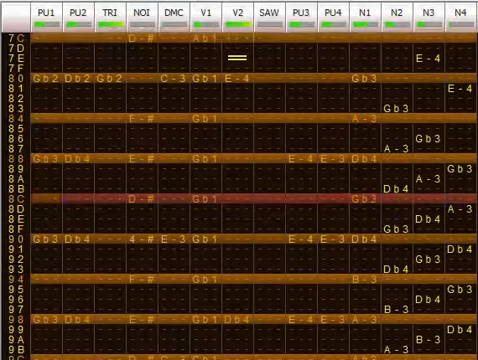 PU1 PU2 TRI NOI DMC V1 V2 SAW PU3 PU4 N1 N2 N3 N4
7C D-# Ab1
7D
7E E-4
7F
80 Gb2 Db2 Gb2 C-3 Gb1 E-4 Gb3
81 E-4
82
83 Gb3
84 E-# Gb1 A-3
85
86 Gb3
87 A-3
88 Gb3 Db4 E-# Gb1 E-4 E-4 Db4
89 Gb3
8A A-3
8B Db4
8C D-# Gb1 Gb3
8D A-3
8E Db4
8F Gb3
90 Gb3 Db4 4-# E-3 Gb1 E-4 E-3 Db4
91 Db4
92 Gb3
93 Db4
94 F-# Gb1 B-3
95 Gb3
96 Db4
97 B-3
98 Gb3 Db4 E-# Gb1 Db4 E-4 E-4 A-3
99 Db4
9A B-3
9B A-3